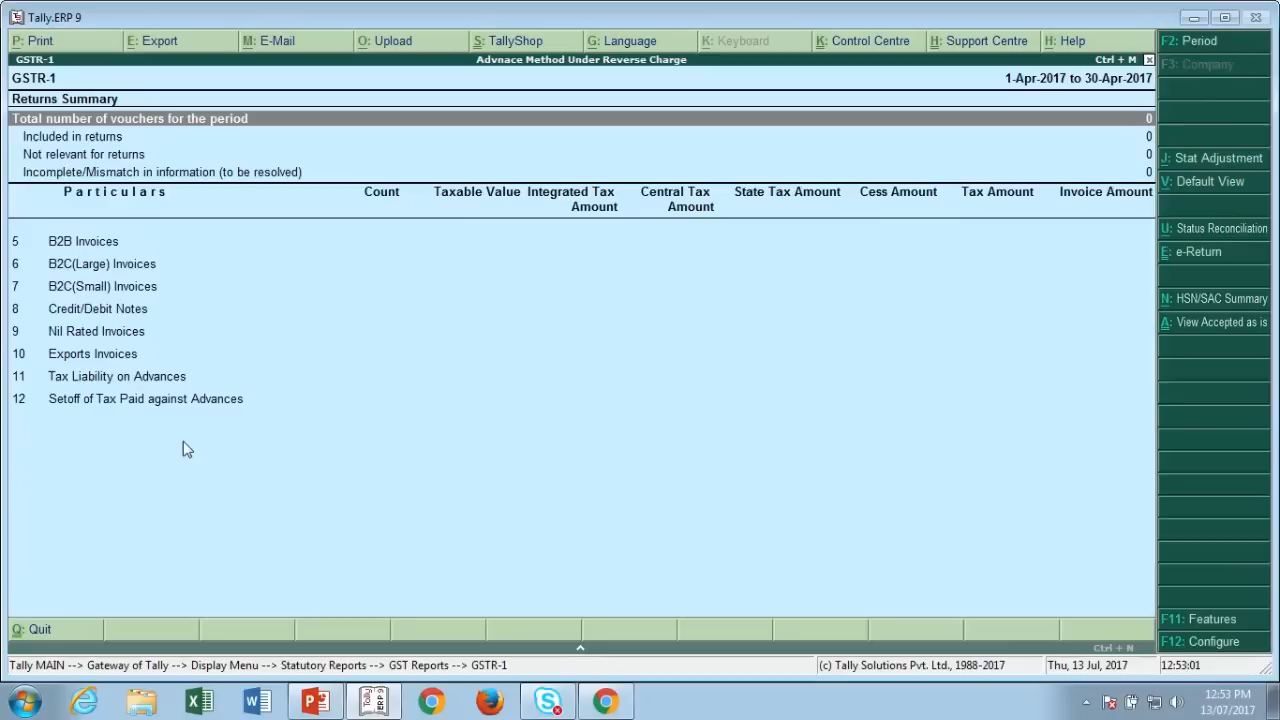 Tally.ERP 9
P: Print E: Export M: E-Mail O: Upload S: TallyShop G: Language K: Keyboard K: Control Centre H: Support Centre H: Help
GSTR-1 Advnace Method Under Reverse Charge Ctrl + M
GSTR-1 1-Apr-2017 to 30-Apr-2017
Returns Summary
Total number of vouchers for the period 0
Included in returns 0
Not relevant for returns 0
Incomplete/Mismatch in information (to be resolved) 0
Particulars Count Taxable Value Integrated Tax Amount Central Tax Amount State Tax Amount Cess Amount Tax Amount Invoice Amount
5 B2B Invoices
6 B2C(Large) Invoices
7 B2C(Small) Invoices
8 Credit/Debit Notes
9 Nil Rated Invoices
10 Exports Invoices
11 Tax Liability on Advances
12 Setoff of Tax Paid against Advances
F2: Period
F3: Company
J: Stat Adjustment
V: Default View
U: Status Reconciliation
E: e-Return
N: HSN/SAC Summary
A: View Accepted as is
F11: Features
F12: Configure
Q: Quit
Ctrl + N
Tally MAIN --> Gateway of Tally --> Display Menu --> Statutory Reports --> GST Reports --> GSTR-1 (c) Tally Solutions Pvt. Ltd., 1988-2017 Thu, 13 Jul, 2017 12:53:01
12:53 PM
13/07/2017